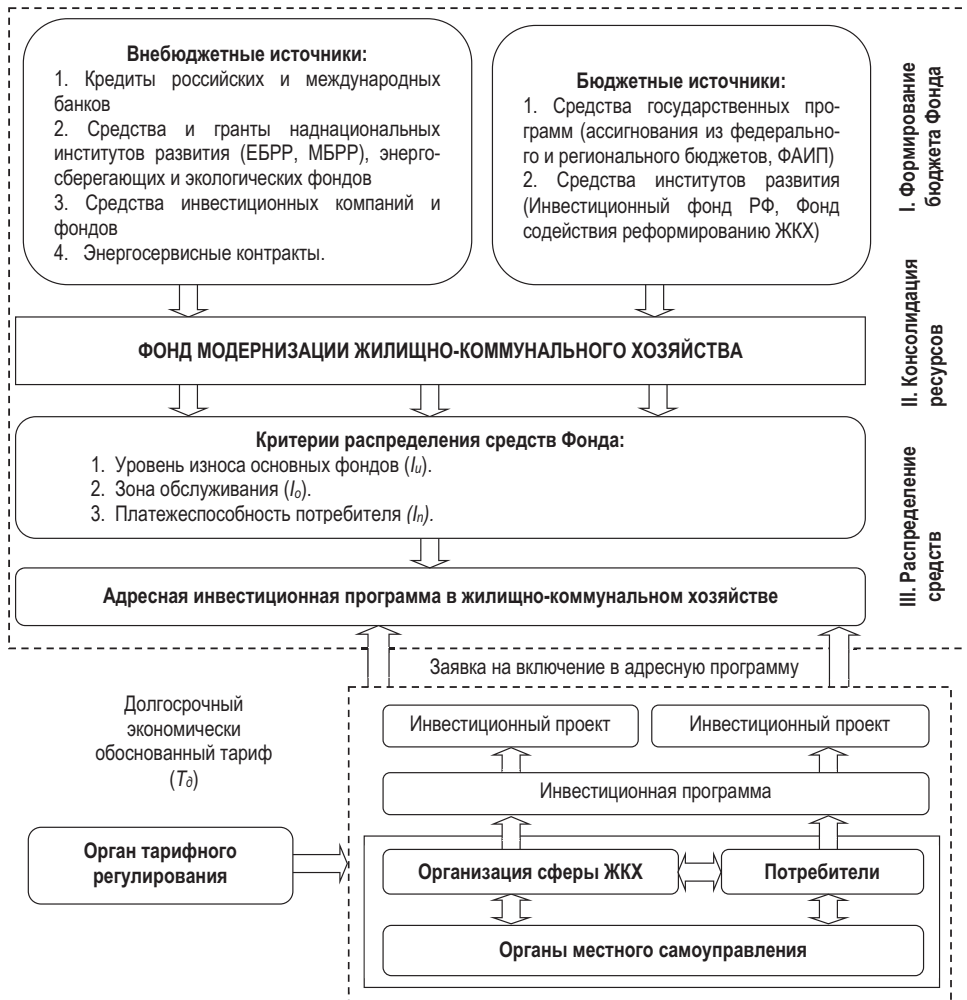 Внебюджетные источники:
1. Кредиты российских и международных
банков
2. Средства и гранты наднациональных
институтов развития (ЕБРР, МБРР), энерго-
сберегающих и экологических фондов
3. Средства инвестиционных компаний и
фондов
4. Энергосервисные контракты.
Бюджетные источники:
1. Средства государственных про-
грамм (ассигнования из федерально-
го и регионального бюджетов, ФАИП)
2. Средства институтов развития
(Инвестиционный фонд РФ, Фонд
содействия реформированию ЖКХ)
I. Формирование
бюджета Фонда
ФОНД МОДЕРНИЗАЦИИ ЖИЛИЩНО-КОММУНАЛЬНОГО ХОЗЯЙСТВА
II. Консолидация
ресурсов
Критерии распределения средств Фонда:
1. Уровень износа основных фондов (Iи).
2. Зона обслуживания (Iо).
3. Платежеспособность потребителя (Iп).
Адресная инвестиционная программа в жилищно-коммунальном хозяйстве
III. Распределение
средств
Заявка на включение в адресную программу
Долгосрочный
экономически
обоснованный тариф
(Tд)
Инвестиционный проект
Инвестиционный проект
Инвестиционная программа
Орган тарифного
регулирования
Организация сферы ЖКХ
Потребители
Органы местного самоуправления